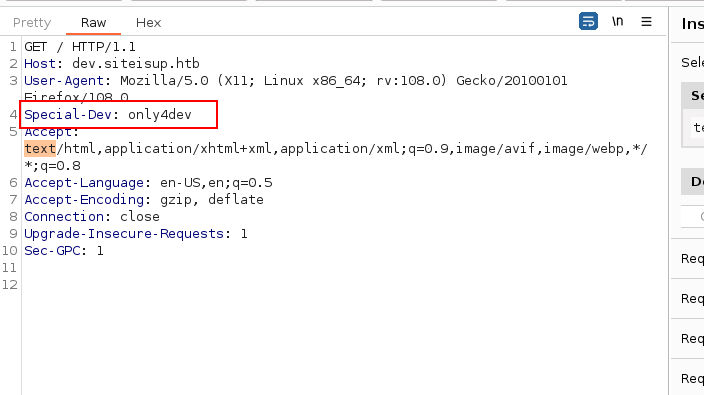 Pretty Raw Hex \n
1 GET / HTTP/1.1
2 Host: dev.siteisup.htb
3 User-Agent: Mozilla/5.0 (X11; Linux x86_64; rv:108.0) Gecko/20100101
Firefox/108.0
4 Special-Dev: only4dev
5 Accept:
text/html,application/xhtml+xml,application/xml;q=0.9,image/avif,image/webp,*/
*;q=0.8
6 Accept-Language: en-US,en;q=0.5
7 Accept-Encoding: gzip, deflate
8 Connection: close
9 Upgrade-Insecure-Requests: 1
10 Sec-GPC: 1
11
12
Ins
Sele
Se
te
D
Req
Req
Req
Req